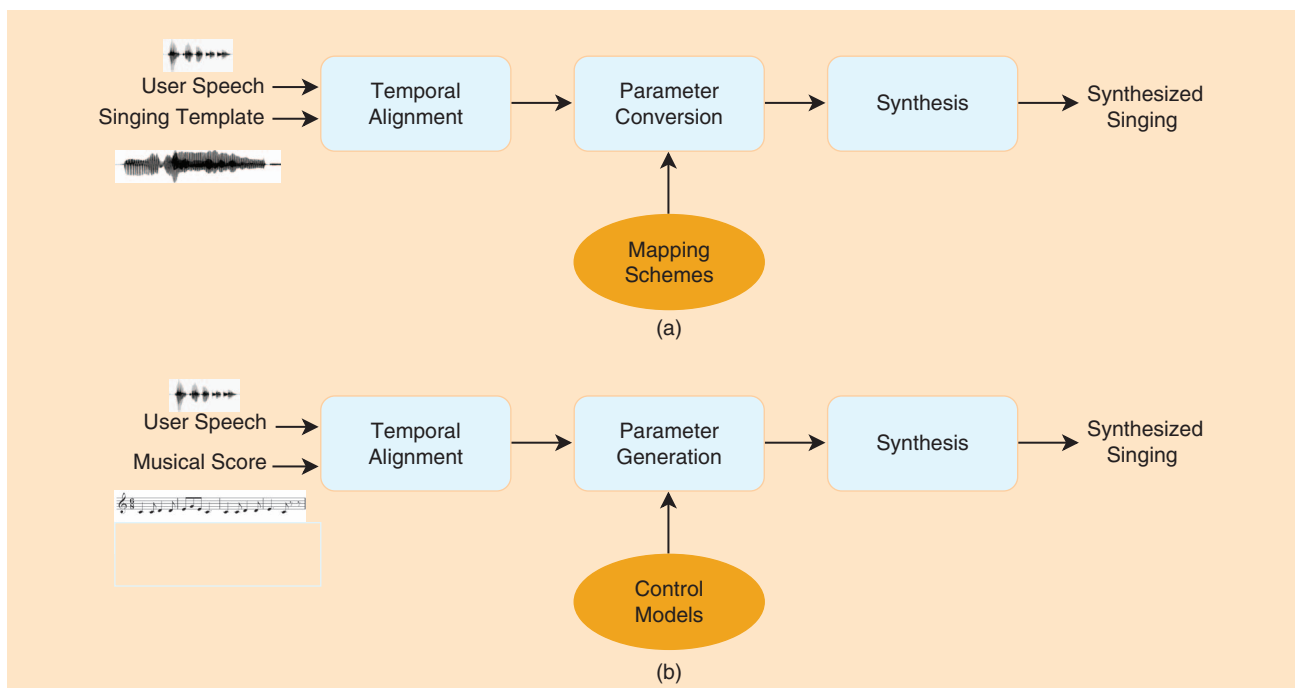 User Speech
Singing Template
Temporal
Alignment
Parameter
Conversion
Synthesis
Synthesized
Singing
Mapping
Schemes
(a)
User Speech
Musical Score
Temporal
Alignment
Parameter
Generation
Synthesis
Synthesized
Singing
Control
Models
(b)